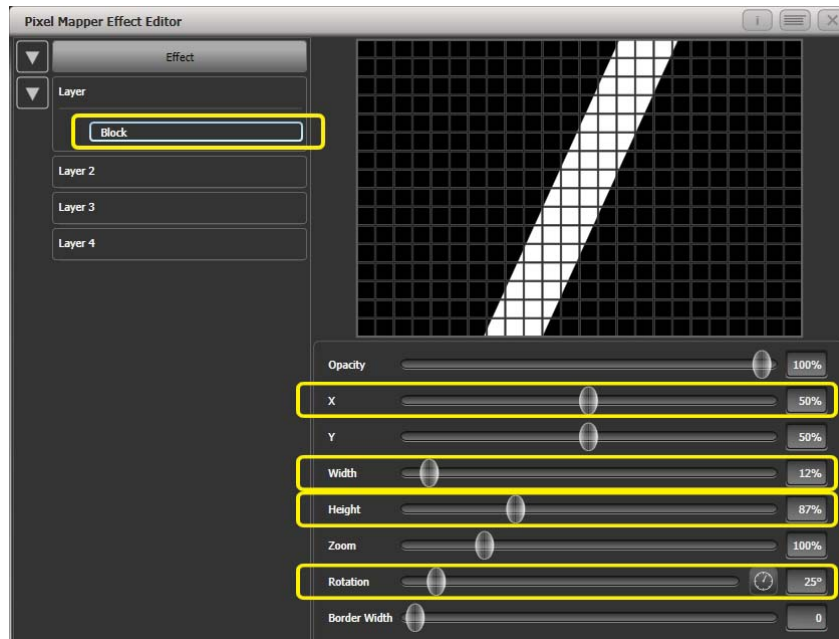 Pixel Mapper Effect Editor
Effect
Layer
Block
Layer 2
Layer 3
Layer 4
Opacity 100%
X 50%
Y 50%
Width 12%
Height 87%
Zoom 100%
Rotation 25°
Border Width 0